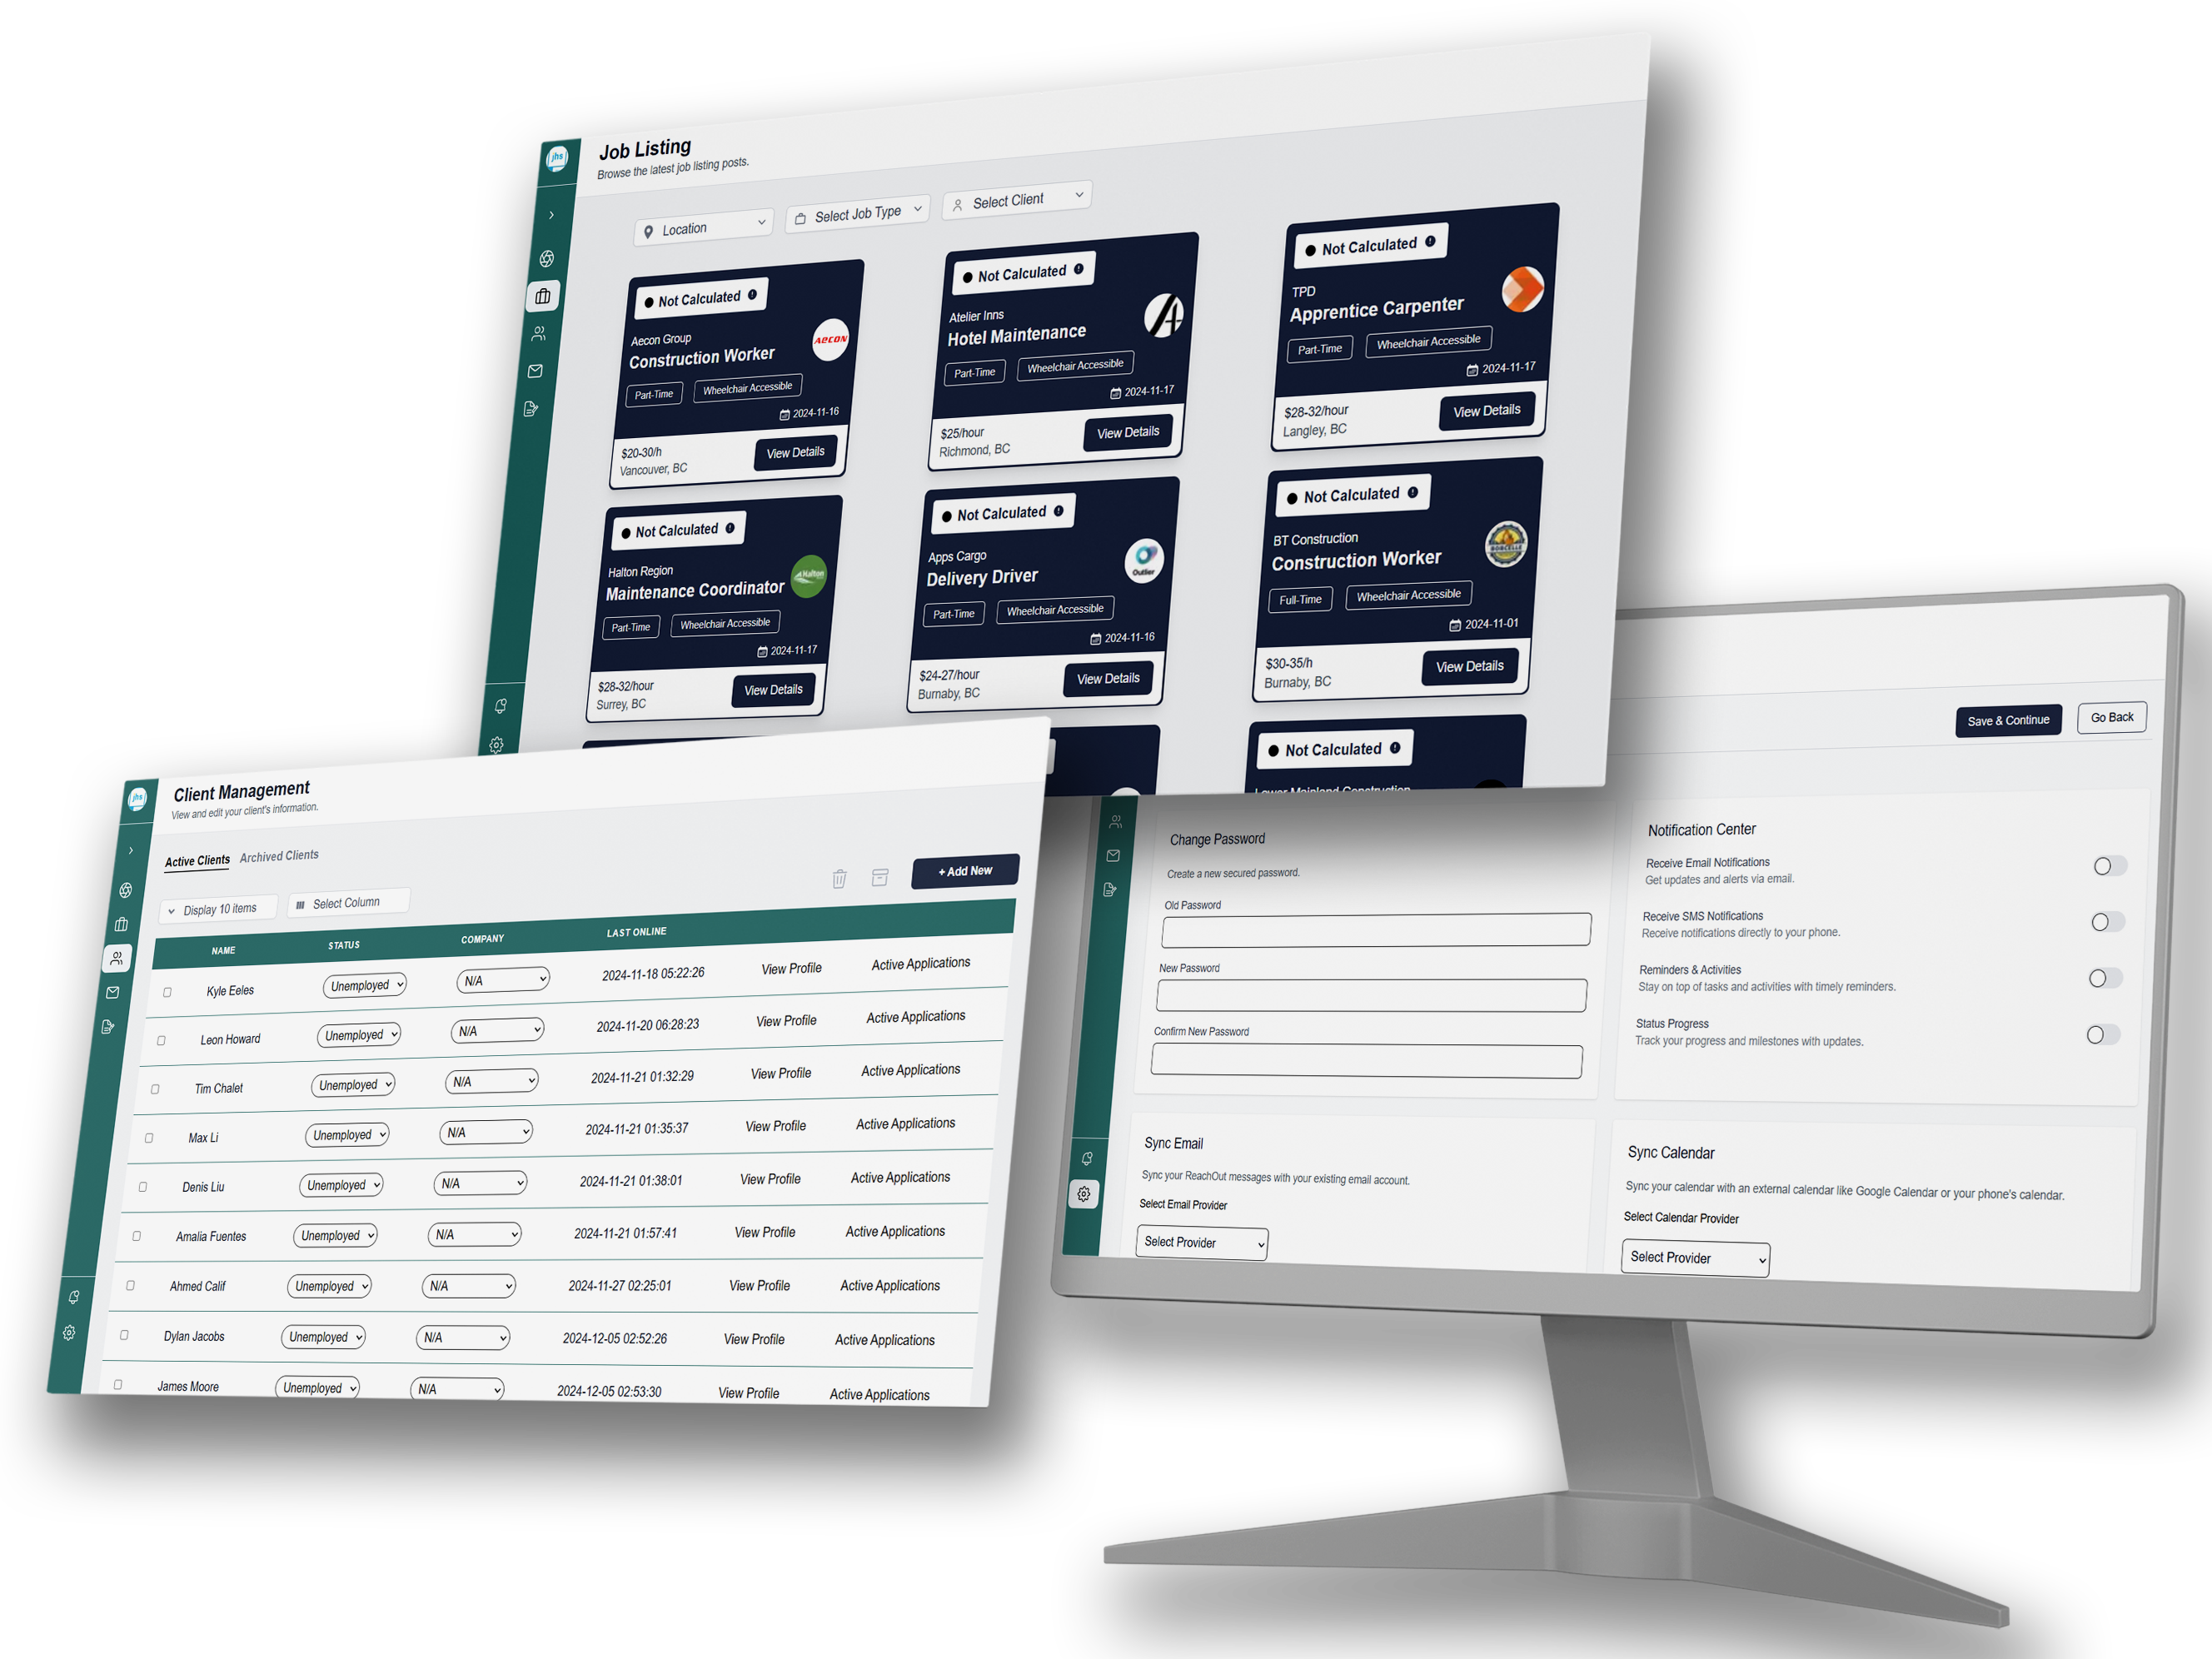 jhs
Job Listing
Browse the latest job listing posts.
Location
Select Job Type
Select Client
Not Calculated
Aecon Group
Construction Worker
AECON
Part-Time
Wheelchair Accessible
2024-11-16
$20-30/h
Vancouver, BC
View Details
Not Calculated
Atelier Inns
Hotel Maintenance
A
Part-Time
Wheelchair Accessible
2024-11-17
$25/hour
Richmond, BC
View Details
Not Calculated
TPD
Apprentice Carpenter
Part-Time
Wheelchair Accessible
2024-11-17
$28-32/hour
Langley, BC
View Details
Not Calculated
Halton Region
Maintenance Coordinator
Halton
Part-Time
Wheelchair Accessible
2024-11-17
$28-32/hour
Surrey, BC
View Details
Not Calculated
Apps Cargo
Delivery Driver
Outlier
Part-Time
Wheelchair Accessible
2024-11-16
$24-27/hour
Burnaby, BC
View Details
Not Calculated
BT Construction
Construction Worker
Full-Time
Wheelchair Accessible
2024-11-01
$30-35/h
Burnaby, BC
View Details
Not Calculated
Lower Mainland Construction
jhs
Client Management
View and edit your client's information.
Active Clients
Archived Clients
Display 10 items
Select Column
+ Add New
NAME STATUS COMPANY LAST ONLINE
Kyle Eeles Unemployed N/A 2024-11-18 05:22:26 View Profile Active Applications
Leon Howard Unemployed N/A 2024-11-20 06:28:23 View Profile Active Applications
Tim Chalet Unemployed N/A 2024-11-21 01:32:29 View Profile Active Applications
Max Li Unemployed N/A 2024-11-21 01:35:37 View Profile Active Applications
Denis Liu Unemployed N/A 2024-11-21 01:38:01 View Profile Active Applications
Amalia Fuentes Unemployed N/A 2024-11-21 01:57:41 View Profile Active Applications
Ahmed Calif Unemployed N/A 2024-11-27 02:25:01 View Profile Active Applications
Dylan Jacobs Unemployed N/A 2024-12-05 02:52:26 View Profile Active Applications
James Moore Unemployed N/A 2024-12-05 02:53:30 View Profile Active Applications
Save & Continue
Go Back
Change Password
Create a new secured password.
Old Password
New Password
Confirm New Password
Notification Center
Receive Email Notifications
Get updates and alerts via email.
Receive SMS Notifications
Receive notifications directly to your phone.
Reminders & Activities
Stay on top of tasks and activities with timely reminders.
Status Progress
Track your progress and milestones with updates.
Sync Email
Sync your ReachOut messages with your existing email account.
Select Email Provider
Select Provider
Sync Calendar
Sync your calendar with an external calendar like Google Calendar or your phone's calendar.
Select Calendar Provider
Select Provider